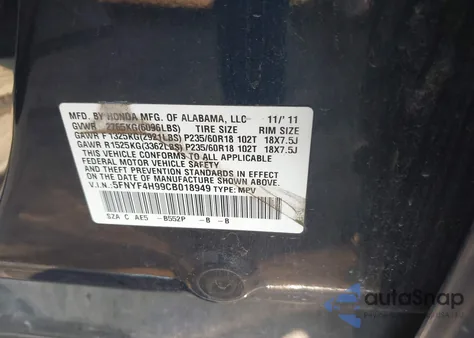 MFD. BY HONDA MFG. OF ALABAMA, LLC 11/'11
GVWR 2765KG(6096LBS) TIRE SIZE RIM SIZE
GAWR F 1325KG(2921LBS) P235/60R18 102T 18X7.5J
GAWR R1525KG(3362LBS) P235/60R18 102T 18X7.5J
THIS VEHICLE CONFORMS TO ALL APPLICABLE
FEDERAL MOTOR VEHICLE SAFETY AND
THEFT PREVENTION STANDARDS IN EFFECT ON
THE DATE OF MANUFACTURE SHOWN ABOVE.
V.I.N.: 5FNYF4H99CB018949 TYPE: MPV
SZA C AE5 -B552P -B -B
autoSnap